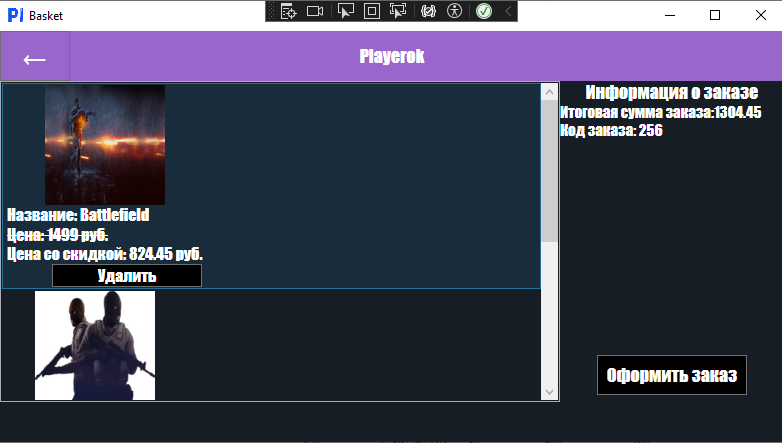 Basket
←
Playerok
Название: Battlefield
Цена: 1499 руб.
Цена со скидкой: 824.45 руб.
Удалить
Информация о заказе
Итоговая сумма заказа:1304.45
Код заказа: 256
Оформить заказ